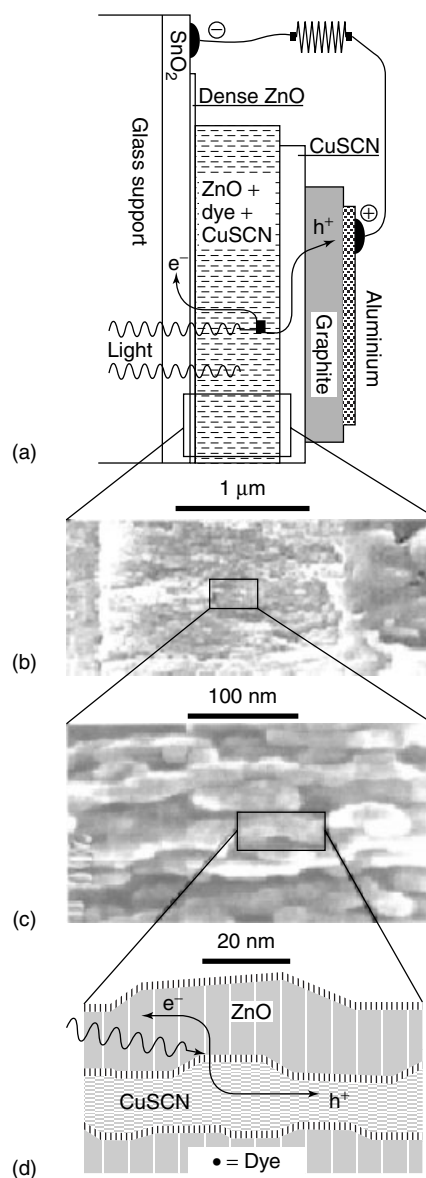 SnO2
⊖
Dense ZnO
CuSCN
Glass support
ZnO +
dye +
CuSCN
h+
⊕
e−
Light
Graphite
Aluminium
(a)
1 μm
(b)
100 nm
(c)
20 nm
e−
ZnO
CuSCN
h+
• = Dye
(d)